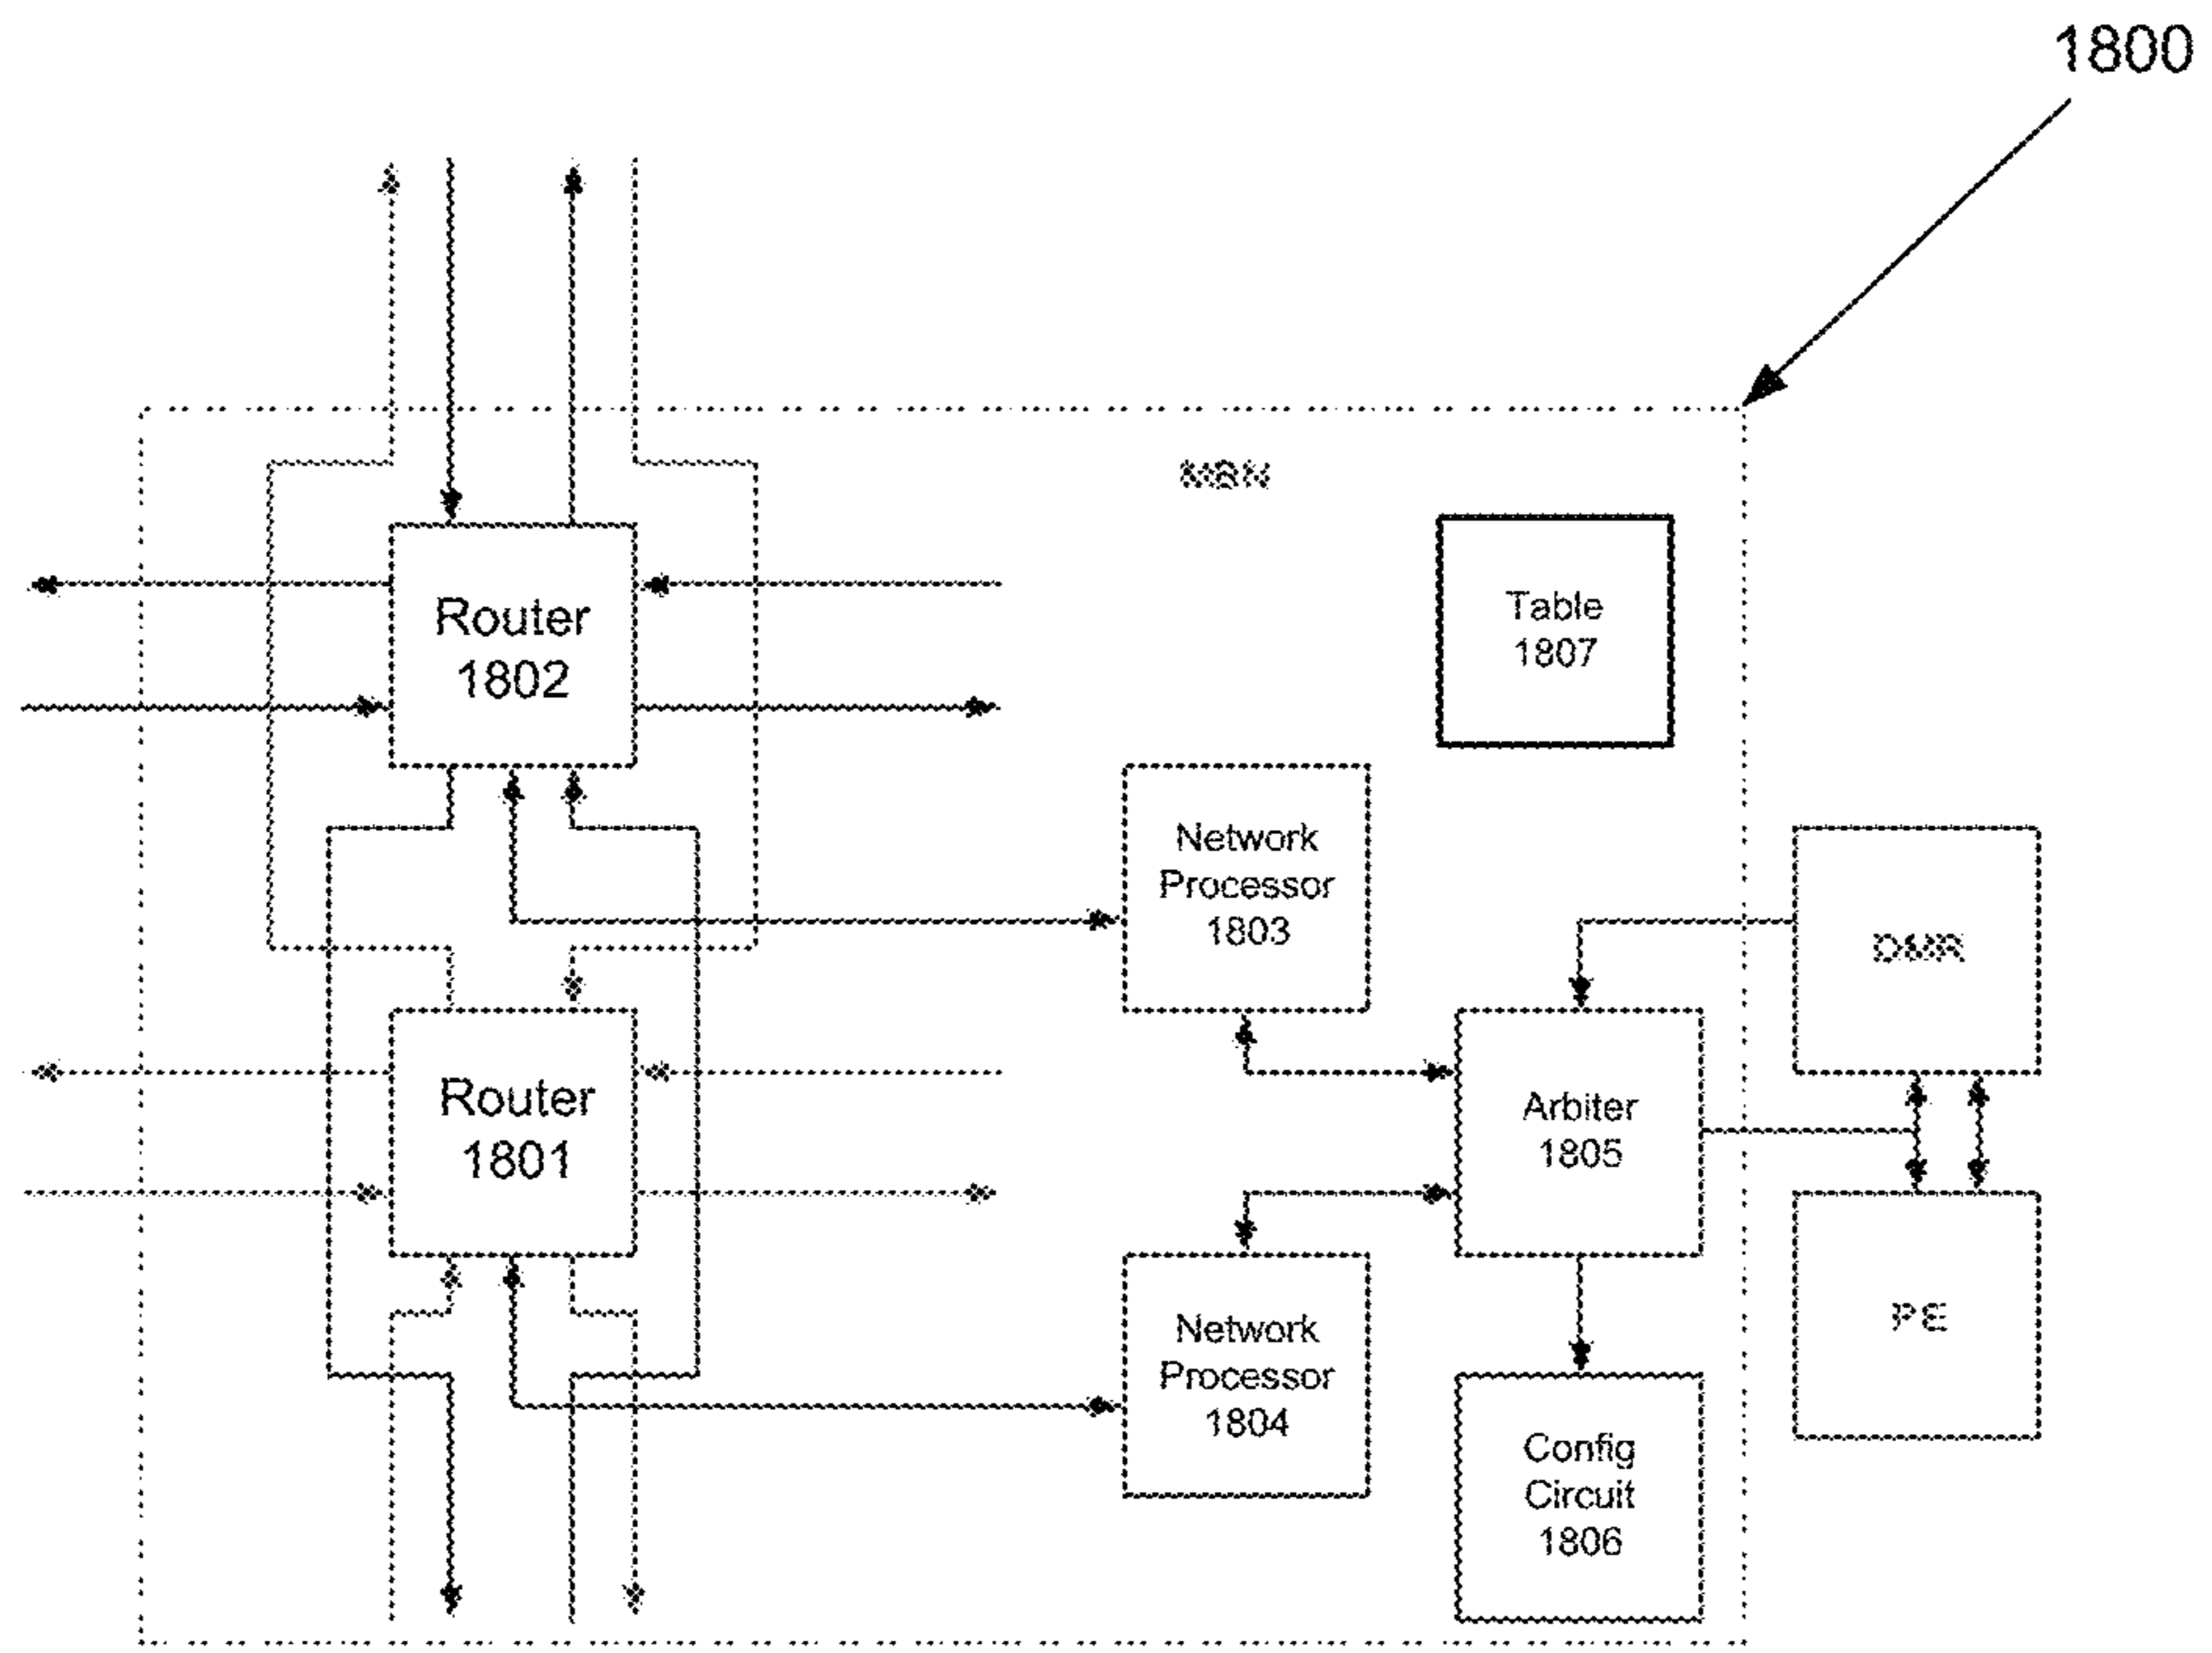 1800
MRN
Router
1802
Table
1807
Network
Processor
1803
DMR
Router
1801
Arbiter
1805
Network
Processor
1804
PE
Config
Circuit
1806